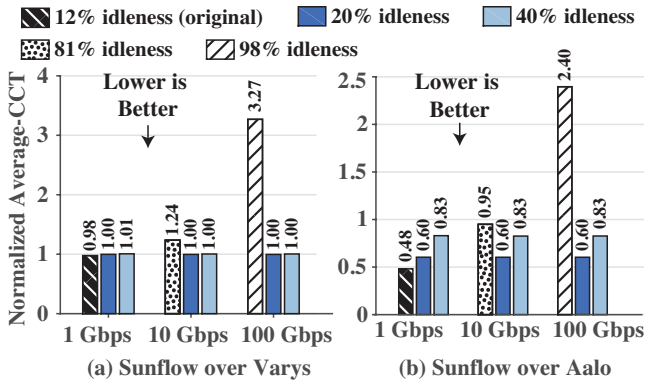 12% idleness (original) 20% idleness 40% idleness
81% idleness 98% idleness
Normalized Average-CCT
4
3
2
1
0
Lower is
Better
0.98
1.00
1.01
1.24
1.00
1.00
3.27
1.00
1.00
1 Gbps 10 Gbps 100 Gbps
(a) Sunflow over Varys
2.5
2
1.5
1
0.5
0
Lower is
Better
0.48
0.60
0.83
0.95
0.60
0.83
2.40
0.60
0.83
1 Gbps 10 Gbps 100 Gbps
(b) Sunflow over Aalo